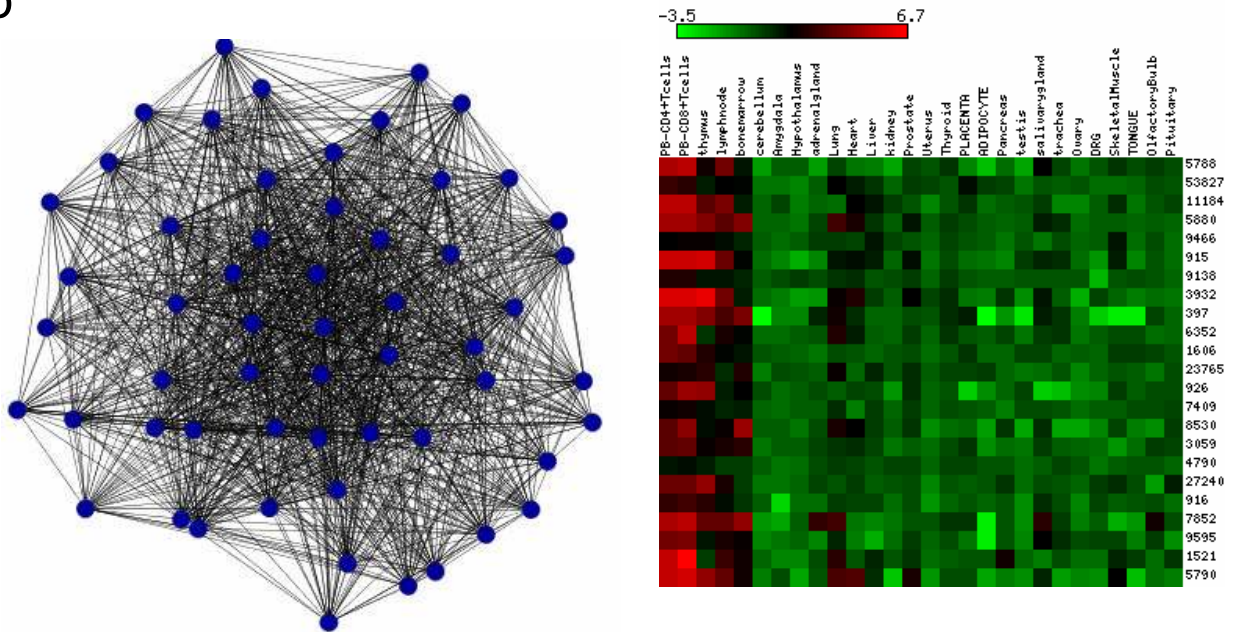 -3.5 6.7
PB-CD4+Tcells
PB-CD8+Tcells
thymus
lymphnode
bonemarrow
cerebellum
Amygdala
Hypothalamus
adrenalgland
Lung
Heart
Liver
kidney
Prostate
Uterus
Thyroid
PLACENTA
ADIPOCYTE
Pancreas
testis
salivarygland
trachea
Ovary
DRG
SkeletalMuscle
TONGUE
OlfactoryBulb
Pituitary
5788
53827
11184
5880
9466
915
9138
3932
397
6352
1606
23765
926
7409
8530
3059
4790
27240
916
7852
9595
1521
5790